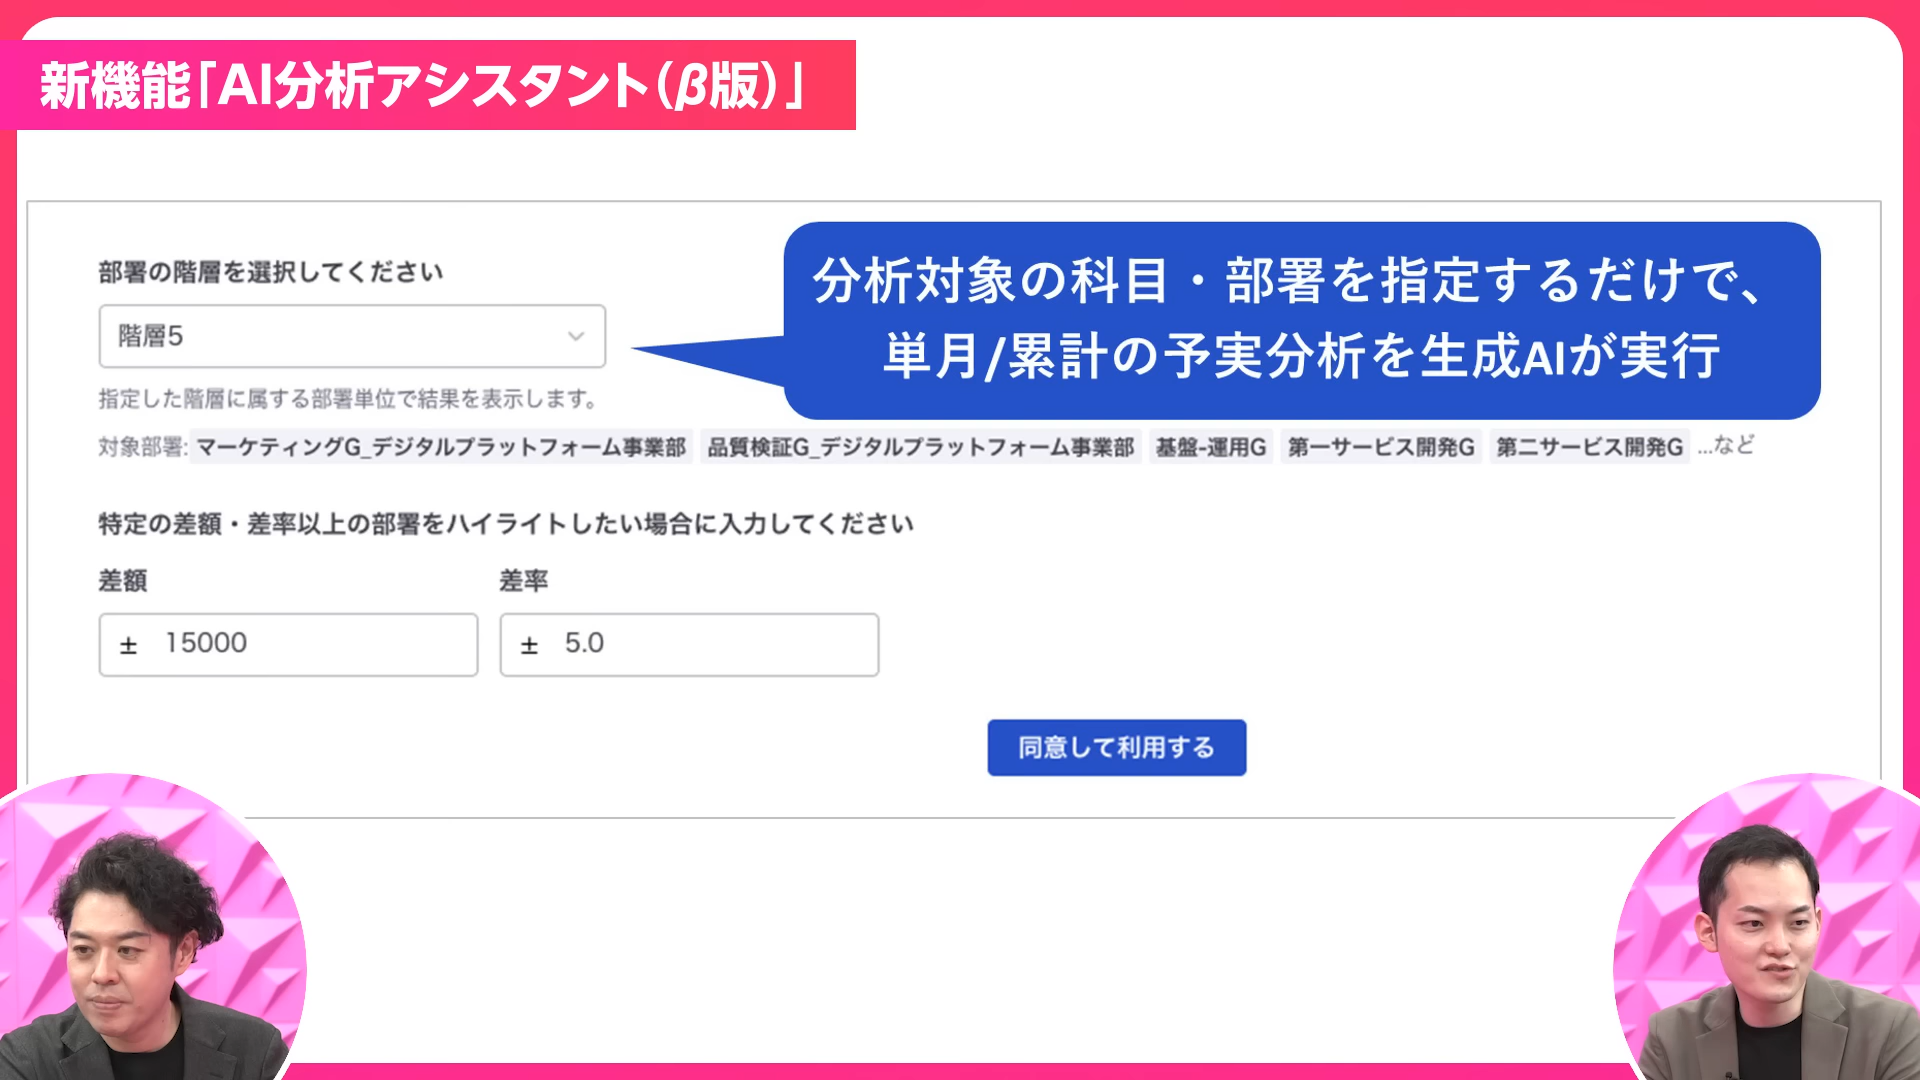 新機能「AI分析アシスタント(β版)」
部署の階層を選択してください
階層5
指定した階層に属する部署単位で結果を表示します。
分析対象の科目・部署を指定するだけで、
単月/累計の予実分析を生成AIが実行
対象部署: マーケティングG_デジタルプラットフォーム事業部 品質検証G_デジタルプラットフォーム事業部 基盤-運用G 第一サービス開発G 第二サービス開発G ...など
特定の差額・差率以上の部署をハイライトしたい場合に入力してください
差額 差率
± 15000 ± 5.0
同意して利用する